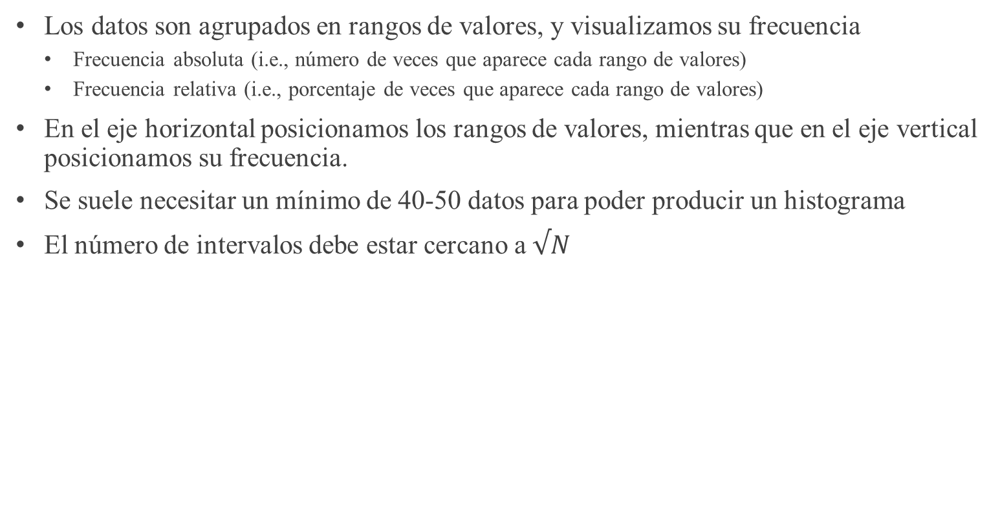 • Los datos son agrupados en rangos de valores, y visualizamos su frecuencia
• Frecuencia absoluta (i.e., número de veces que aparece cada rango de valores)
• Frecuencia relativa (i.e., porcentaje de veces que aparece cada rango de valores)
• En el eje horizontal posicionamos los rangos de valores, mientras que en el eje vertical
posicionamos su frecuencia.
• Se suele necesitar un mínimo de 40-50 datos para poder producir un histograma
• El número de intervalos debe estar cercano a √N